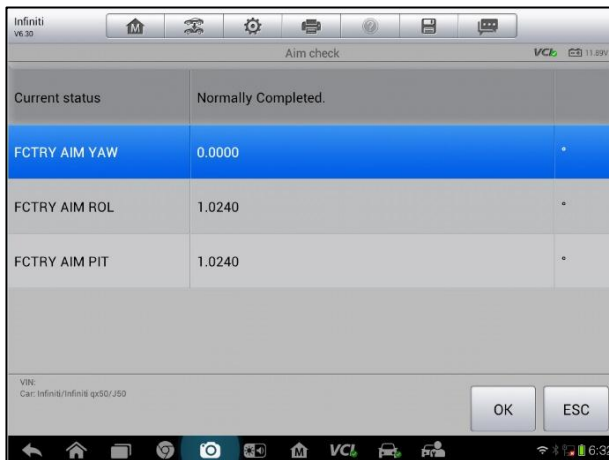 Infiniti
V6.30
M
Aim check
VCI 11.89V
Current status Normally Completed.
FCTRY AIM YAW 0.0000 °
FCTRY AIM ROL 1.0240 °
FCTRY AIM PIT 1.0240 °
VIN:
Car: Infiniti/Infiniti qx50/J50
OK ESC
M VCI